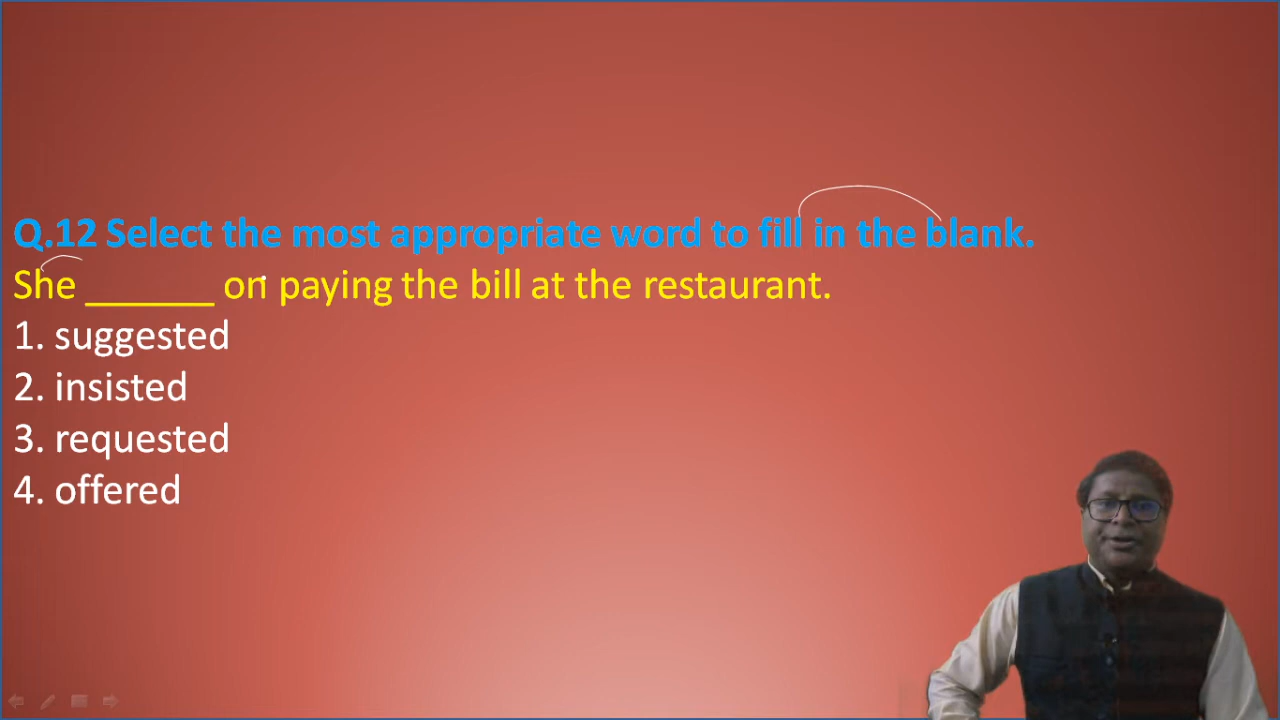 Q.12 Select the most appropriate word to fill in the blank.
She ______ on paying the bill at the restaurant.
1. suggested
2. insisted
3. requested
4. offered